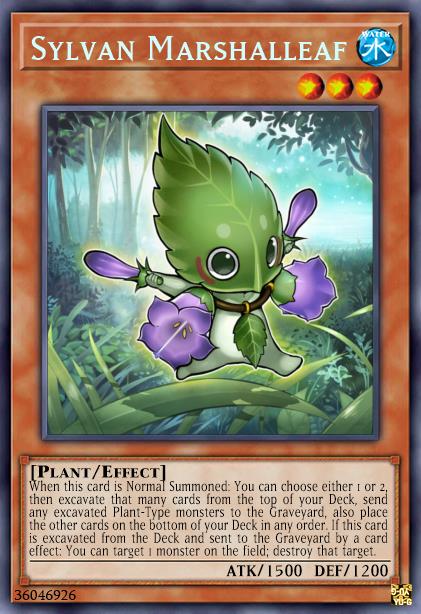 Sylvan Marshalleaf
WATER
水
[Plant/Effect]
When this card is Normal Summoned: You can choose either 1 or 2,
then excavate that many cards from the top of your Deck, send
any excavated Plant-Type monsters to the Graveyard, also place
the other cards on the bottom of your Deck in any order. If this card
is excavated from the Deck and sent to the Graveyard by a card
effect: You can target 1 monster on the field; destroy that target.
ATK/1500 DEF/1200
36046926